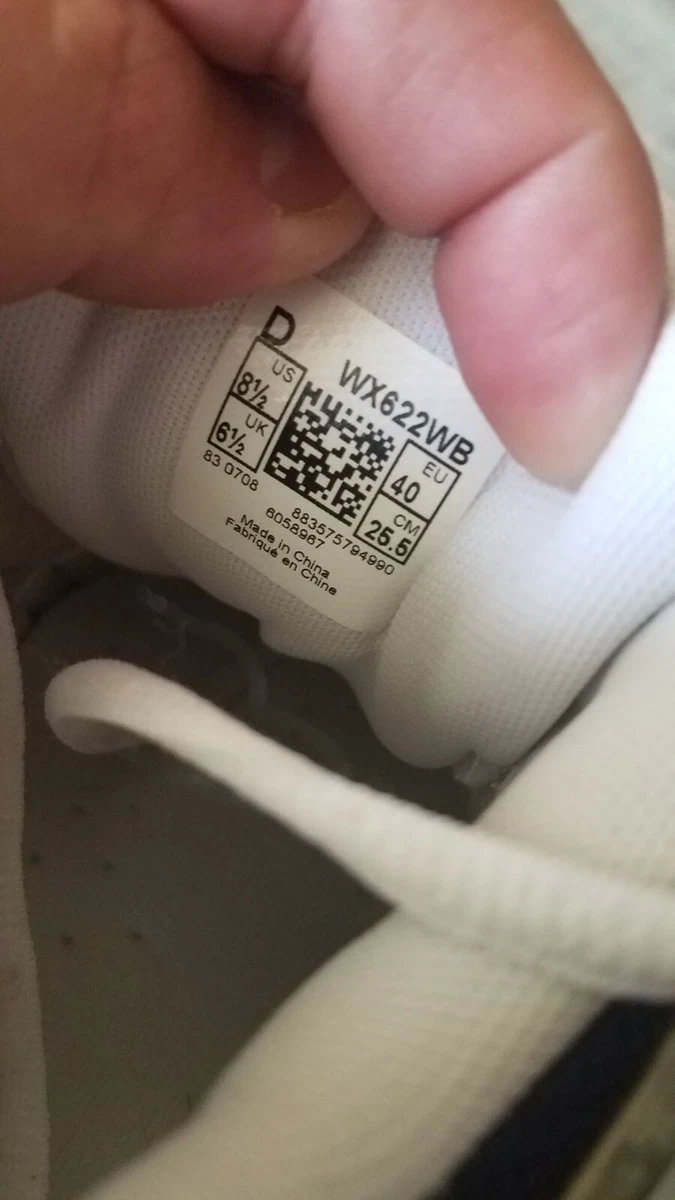 D
WX622WB
US
8½
UK
6½
EU
40
CM
25.5
83 0708
883575794990
6058967
Made in China
Fabriqué en Chine